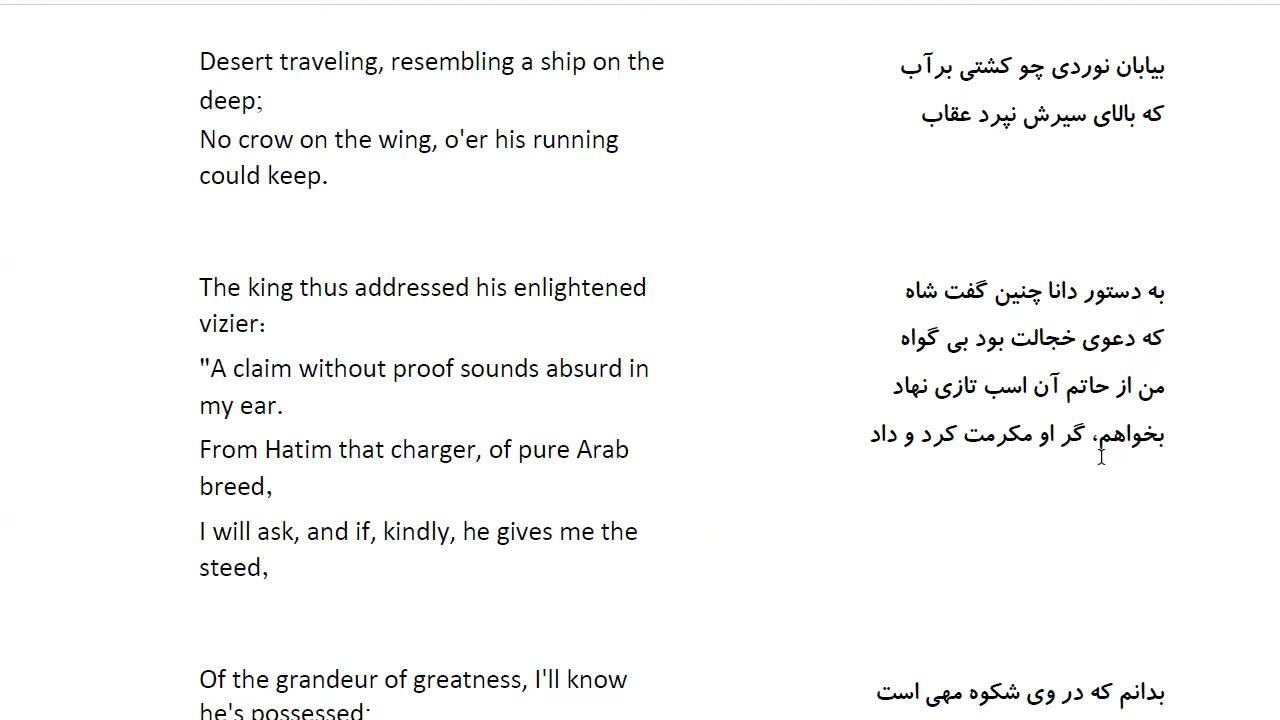 Desert traveling, resembling a ship on the
deep;
No crow on the wing, o'er his running
could keep.
بیابان نوردی چو کشتی برآب
که بالای سیرش نپرد عقاب
The king thus addressed his enlightened
vizier:
"A claim without proof sounds absurd in
my ear.
From Hatim that charger, of pure Arab
breed,
I will ask, and if, kindly, he gives me the
steed,
به دستور دانا چنین گفت شاه
که دعوی خجالت بود بی گواه
من از حاتم آن اسب تازی نهاد
بخواهم، گر او مکرمت کرد و داد
Of the grandeur of greatness, I'll know
he's possessed;
بدانم که در وی شکوه مهی است